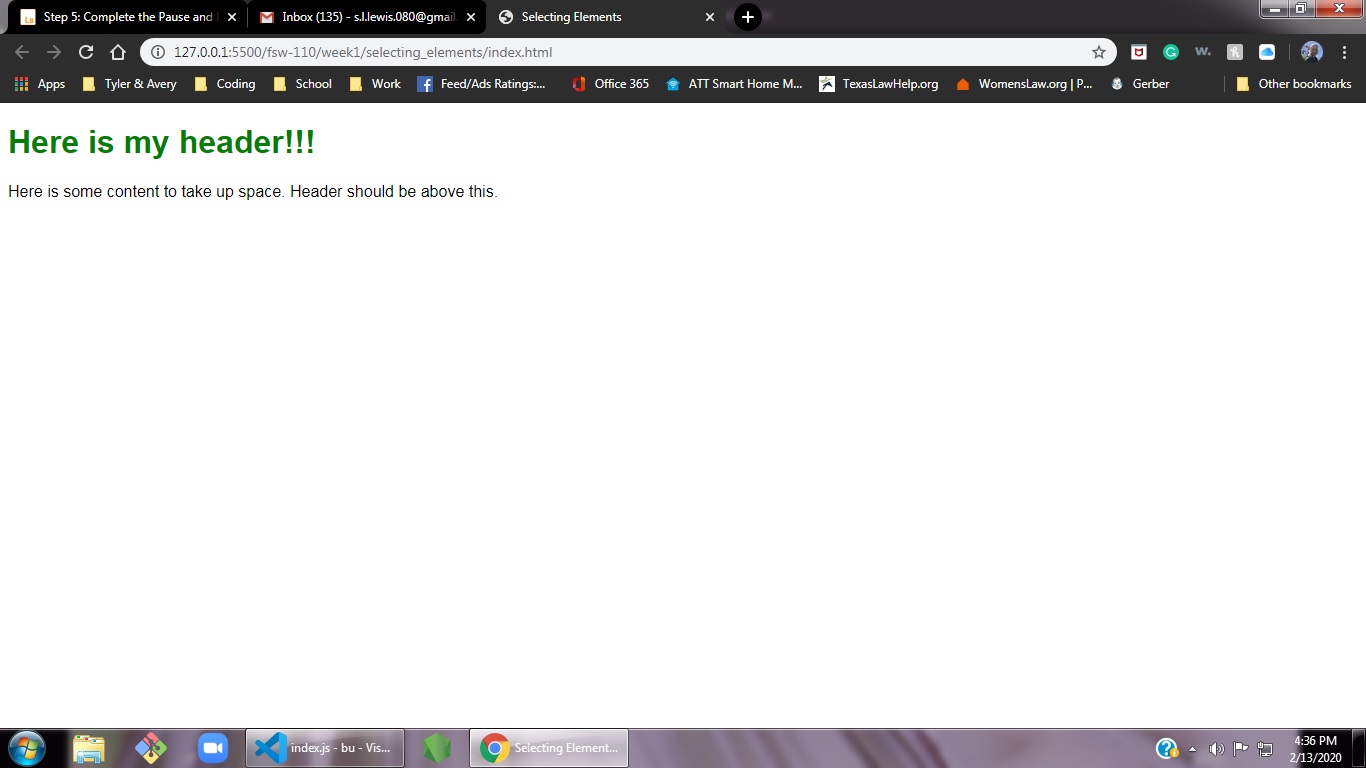 Step 5: Complete the Pause and
Inbox (135) - s.l.lewis.080@gmail
Selecting Elements
127.0.0.1:5500/fsw-110/week1/selecting_elements/index.html
Apps
Tyler & Avery
Coding
School
Work
Feed/Ads Ratings:...
Office 365
ATT Smart Home M...
TexasLawHelp.org
WomensLaw.org | P...
Gerber
Other bookmarks
Here is my header!!!
Here is some content to take up space. Header should be above this.
index.js - bu - Vis...
Selecting Element...
4:36 PM
2/13/2020